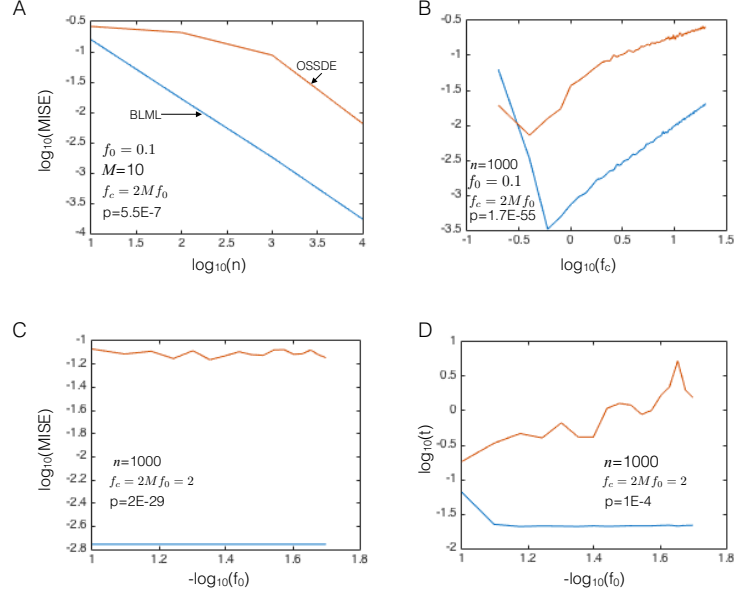 A
-0.5
-1
-1.5
-2
-2.5
-3
-3.5
-4
log10(MISE)
OSSDE
BLML
f0 = 0.1
M=10
fc = 2Mf0
p=5.5E-7
1 1.5 2 2.5 3 3.5 4
log10(n)
B
-0.5
-1
-1.5
-2
-2.5
-3
-3.5
log10(MISE)
n=1000
f0 = 0.1
fc = 2Mf0
p=1.7E-55
-1 -0.5 0 0.5 1 1.5
log10(fc)
C
-1
-1.2
-1.4
-1.6
-1.8
-2
-2.2
-2.4
-2.6
-2.8
log10(MISE)
n=1000
fc = 2Mf0 = 2
p=2E-29
1 1.2 1.4 1.6 1.8
-log10(f0)
D
1
0.5
0
-0.5
-1
-1.5
-2
log10(t)
n=1000
fc = 2Mf0 = 2
p=1E-4
1 1.2 1.4 1.6 1.8
-log10(f0)